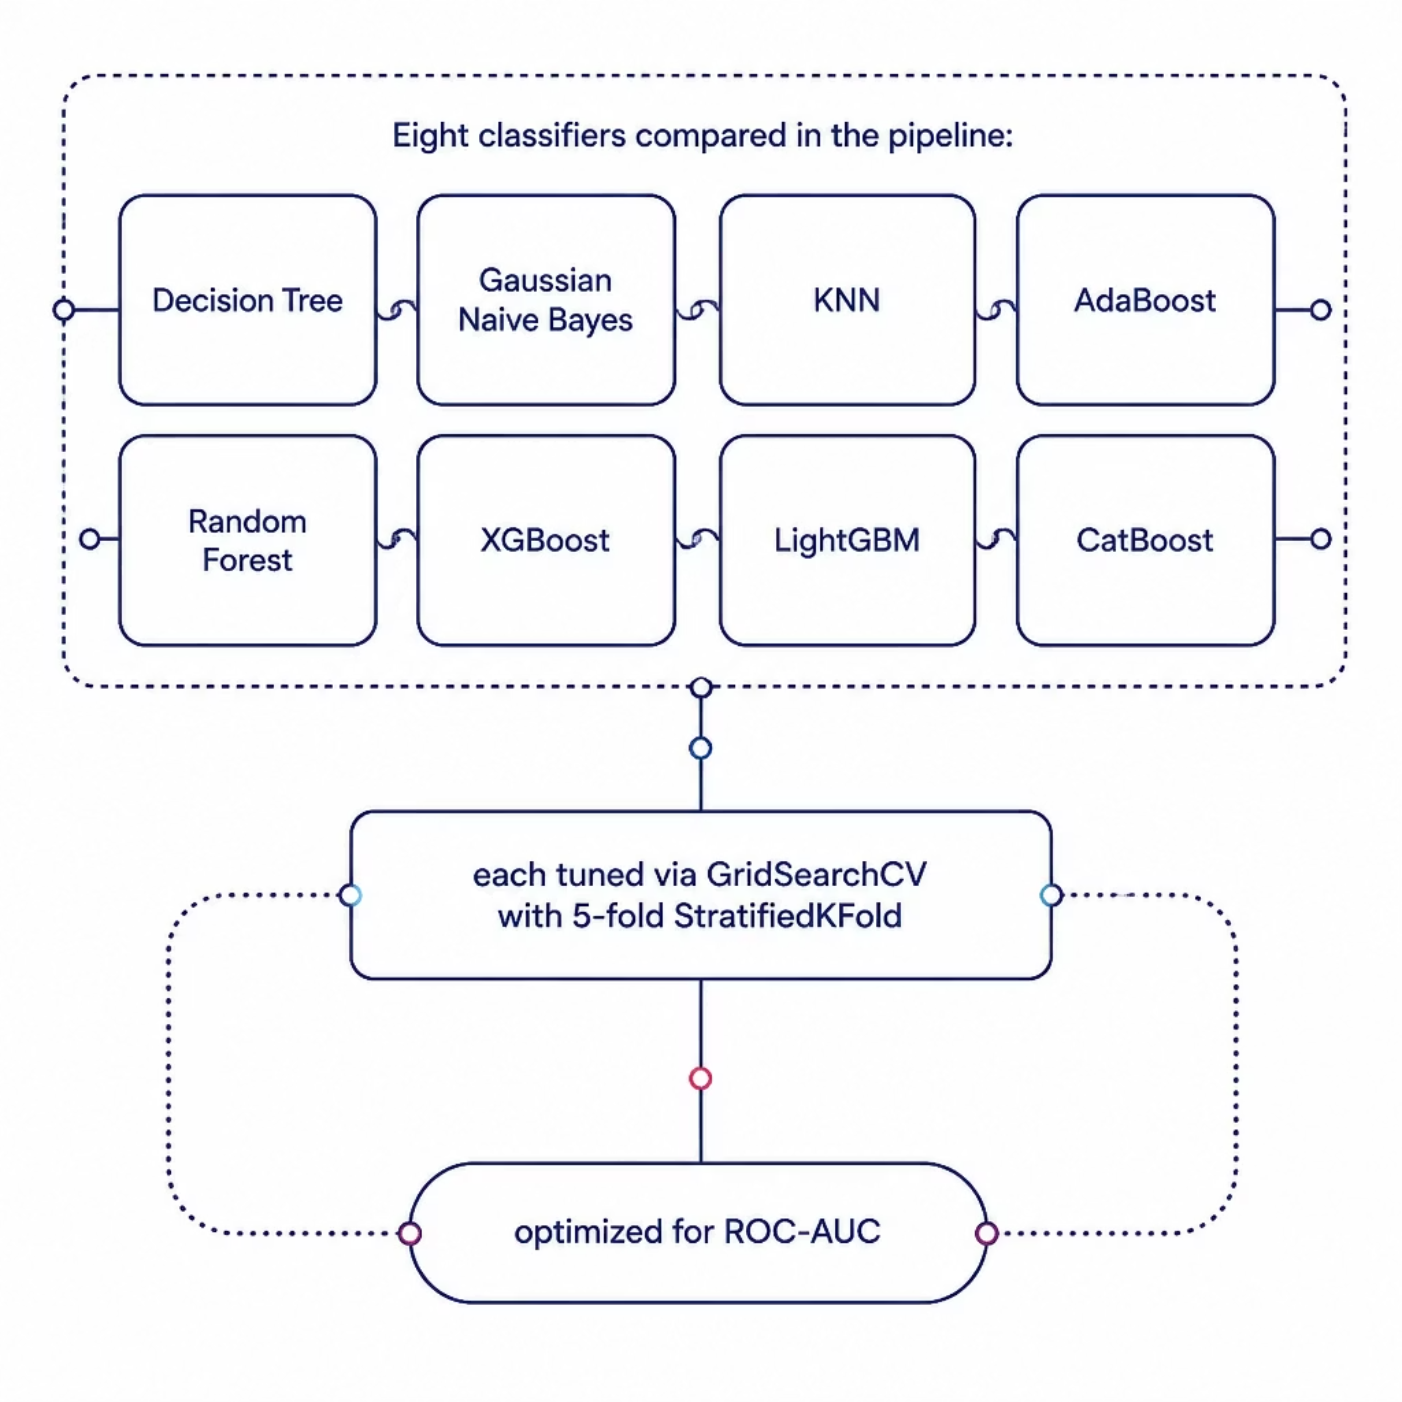 Eight classifiers compared in the pipeline:
Decision Tree
Gaussian
Naive Bayes
KNN
AdaBoost
Random
Forest
XGBoost
LightGBM
CatBoost
each tuned via GridSearchCV
with 5-fold StratifiedKFold
optimized for ROC-AUC